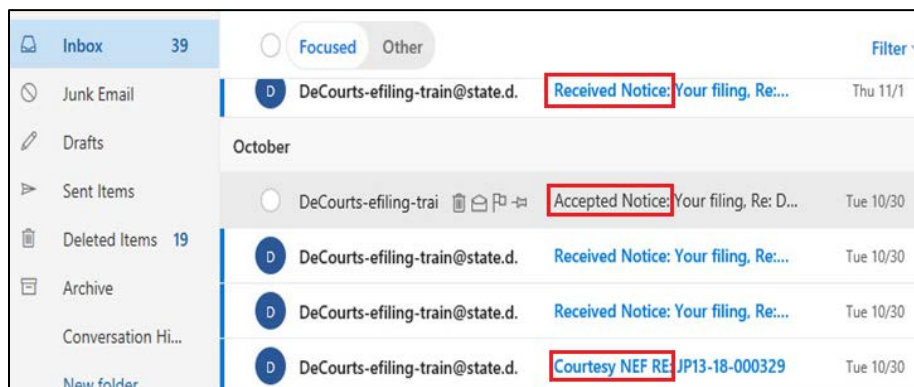 Inbox 39
Focused Other
Filter
Junk Email
D DeCourts-efiling-train@state.d. Received Notice: Your filing, Re:... Thu 11/1
Drafts
October
Sent Items
DeCourts-efiling-trai Accepted Notice: Your filing, Re: D... Tue 10/30
Deleted Items 19
D DeCourts-efiling-train@state.d. Received Notice: Your filing, Re:... Tue 10/30
Archive
D DeCourts-efiling-train@state.d. Received Notice: Your filing, Re:... Tue 10/30
Conversation Hi...
D DeCourts-efiling-train@state.d. Courtesy NEF RE: JP13-18-000329 Tue 10/30
New folder